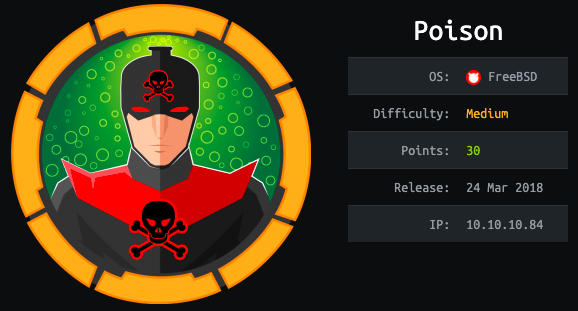 Poison
OS: FreeBSD
Difficulty: Medium
Points: 30
Release: 24 Mar 2018
IP: 10.10.10.84